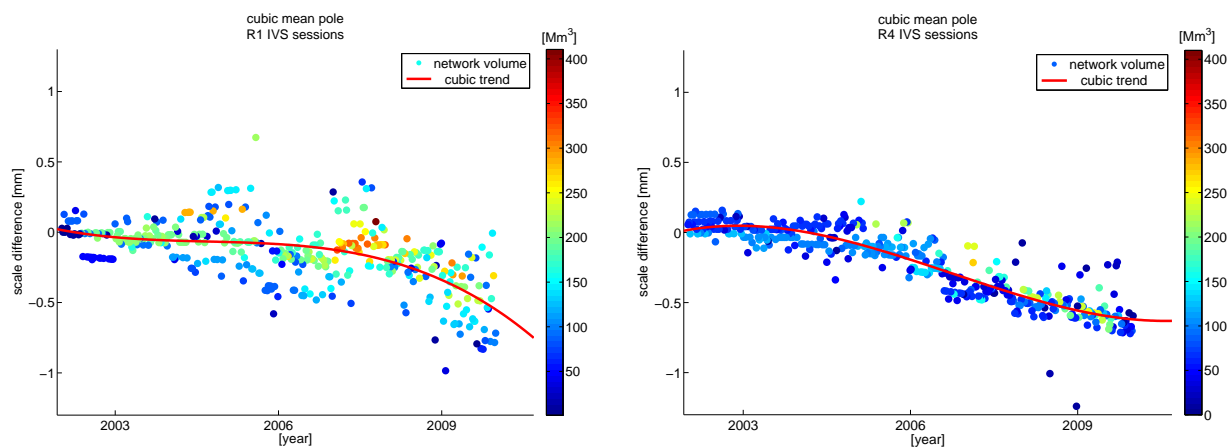 cubic mean pole
R1 IVS sessions
[Mm³]
network volume
cubic trend
scale difference [mm]
1
0.5
0
−0.5
−1
2003
2006
2009
[year]
400
350
300
250
200
150
100
50
0
cubic mean pole
R4 IVS sessions
[Mm³]
network volume
cubic trend
scale difference [mm]
1
0.5
0
−0.5
−1
2003
2006
2009
[year]
400
350
300
250
200
150
100
50
0